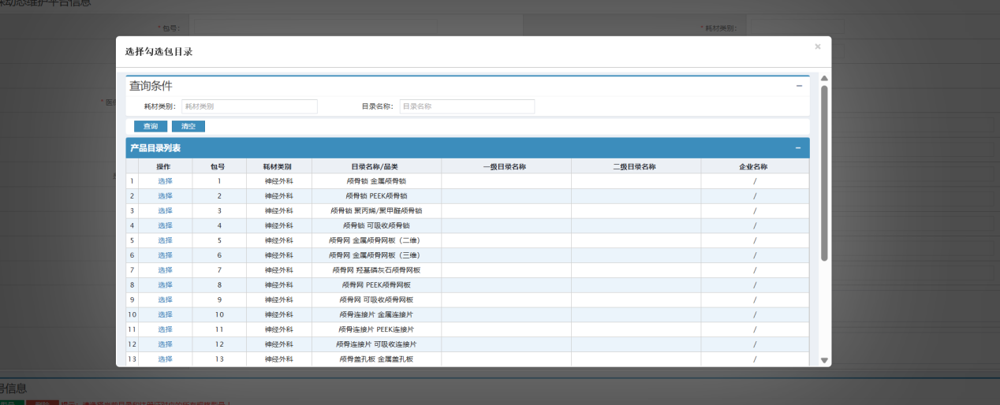 态维护平台信息
*包号： *耗材类别：
选择勾选包目录 ×
查询条件 −
耗材类别： 耗材类别 目录名称： 目录名称
查询 清空
产品目录列表 −
操作 包号 耗材类别 目录名称/品类 一级目录名称 二级目录名称 企业名称
1 选择 1 神经外科 颅骨锁 金属颅骨锁 /
2 选择 2 神经外科 颅骨锁 PEEK颅骨锁 /
3 选择 3 神经外科 颅骨锁 聚丙烯/聚甲醛颅骨锁 /
4 选择 4 神经外科 颅骨锁 可吸收颅骨锁 /
5 选择 5 神经外科 颅骨网 金属颅骨网板（二维） /
6 选择 6 神经外科 颅骨网 金属颅骨网板（三维） /
7 选择 7 神经外科 颅骨网 羟基磷灰石颅骨网板 /
8 选择 8 神经外科 颅骨网 PEEK颅骨网板 /
9 选择 9 神经外科 颅骨网 可吸收颅骨网板 /
10 选择 10 神经外科 颅骨连接片 金属连接片 /
11 选择 11 神经外科 颅骨连接片 PEEK连接片 /
12 选择 12 神经外科 颅骨连接片 可吸收连接片 /
13 选择 13 神经外科 颅骨盖孔板 金属盖孔板 /
号信息